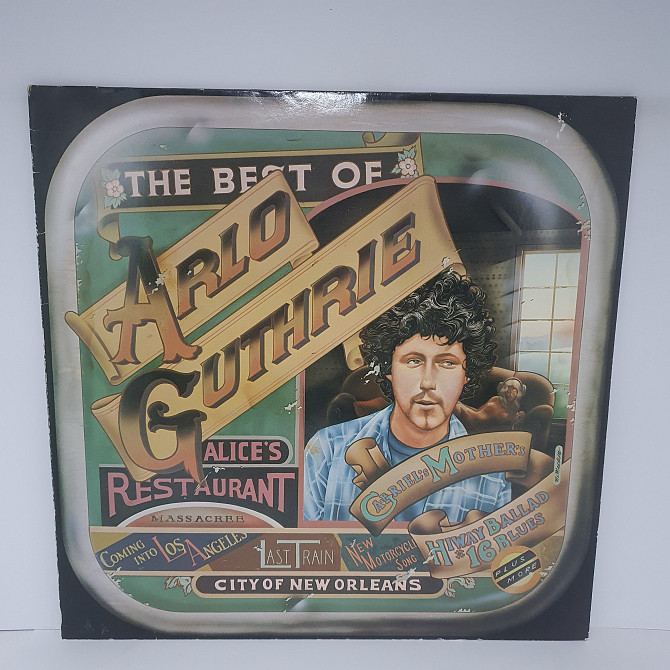 THE BEST OF
ARLO
GUTHRIE
ALICE'S
RESTAURANT
MASSACREE
GABRIEL'S MOTHER'S
HIWAY BALLAD
*16 BLUES
COMING
INTO LOS ANGELES
LAST TRAIN
NEW
MOTORCYCLE
SONG
PLUS
MORE
CITY OF NEW ORLEANS